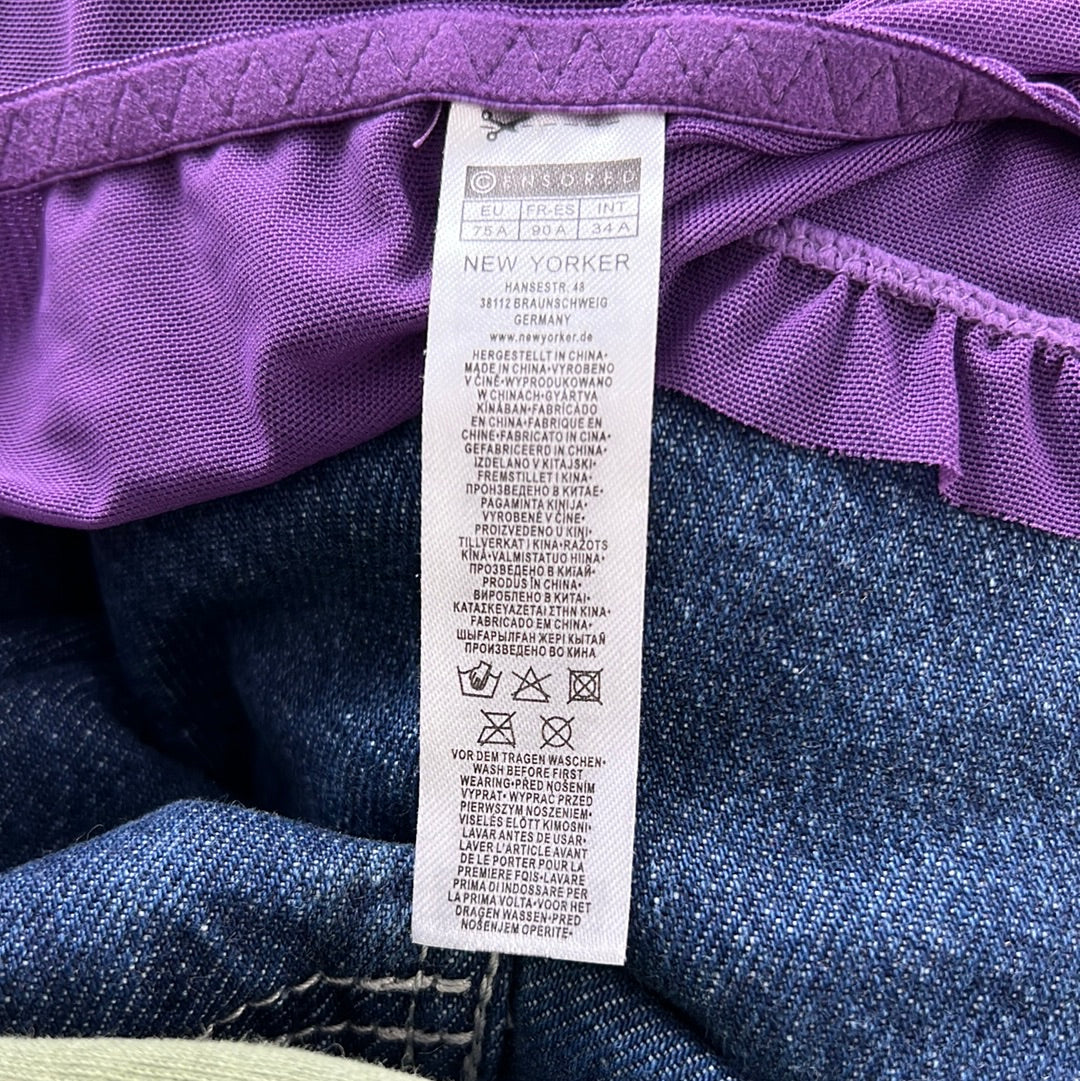 ©ENSORED
EU FR-ES INT
75A 90A 34A
NEW YORKER
HANSESTR. 48
38112 BRAUNSCHWEIG
GERMANY
www.newyorker.de
HERGESTELLT IN CHINA•
MADE IN CHINA•VYROBENO
V ČÍNĚ•WYPRODUKOWANO
W CHINACH•GYÁRTVA
KÍNÁBAN•FABRICADO
EN CHINA•FABRIQUE EN
CHINE•FABRICATO IN CINA•
GEFABRICEERD IN CHINA•
IZDELANO V KITAJSKI•
FREMSTILLET I KINA•
ПРОИЗВЕДЕНО В КИТАЕ•
PAGAMINTA KINIJA•
VYROBENÉ V ČÍNE•
PROIZVEDENO U KINI•
TILLVERKAT I KINA•RAŽOTS
KĪNĀ•VALMISTATUO HIINA•
ПРОИЗВЕДЕНО В КИТАЙ•
PRODUS ÎN CHINA•
ВИРОБЛЕНО В КИТАІ•
ΚΑΤΑΣΚΕΥΑΖΕΤΑΙ ΣΤΗΝ ΚΙΝΑ•
FABRICADO EM CHINA•
ШЫҒАРЫЛҒАН ЖЕРІ ҚЫТАЙ
ПРОИЗВЕДЕНО ВО КИНА
VOR DEM TRAGEN WASCHEN•
WASH BEFORE FIRST
WEARING•PŘED NOŠENÍM
VYPRAT•WYPRAĆ PRZED
PIERWSZYM NOSZENIEM•
VISELÉS ELŐTT KIMOSNI•
LAVAR ANTES DE USAR•
LAVER L'ARTICLE AVANT
DE LE PORTER POUR LA
PREMIERE FOIS•LAVARE
PRIMA DI INDOSSARE PER
LA PRIMA VOLTA•VOOR HET
DRAGEN WASSEN•PRED
NOŠENJEM OPERITE•